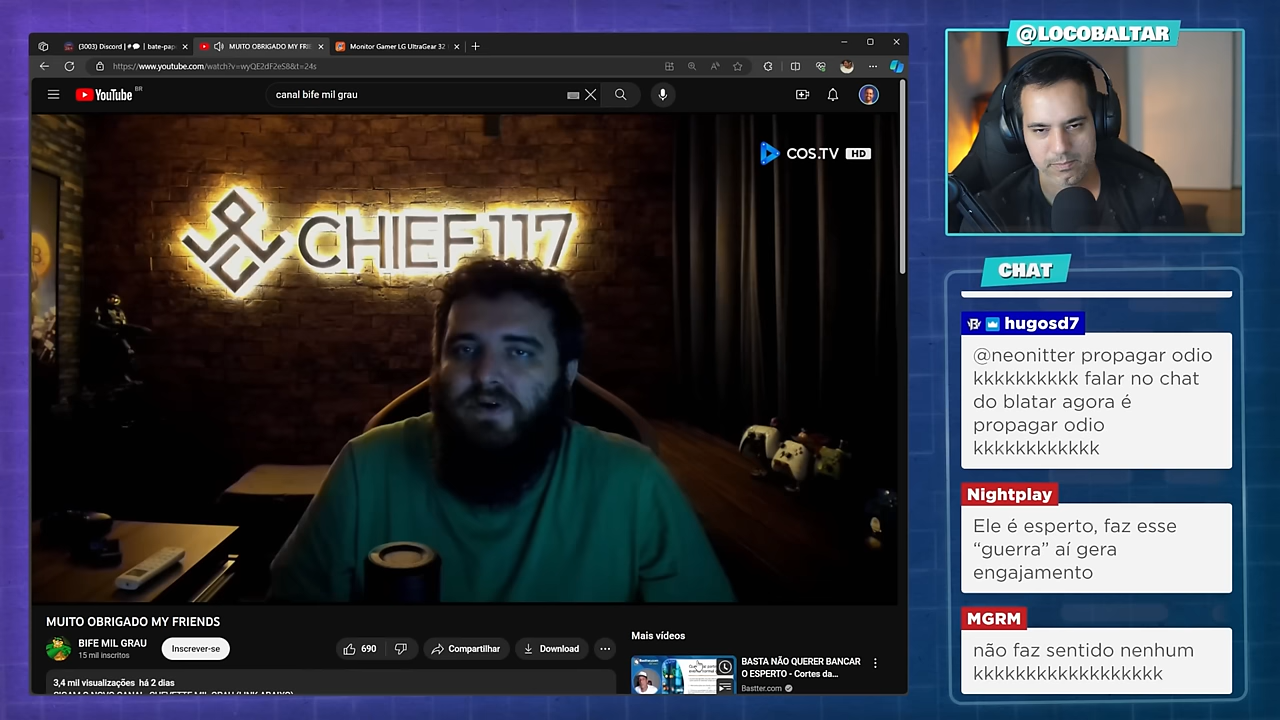 (3003) Discord | # | bate-pap
MUITO OBRIGADO MY FRI
Monitor Gamer LG UltraGear 32
https://www.youtube.com/watch?v=wyQE2dF2eS8&t=24s
YouTube BR
canal bife mil grau
COS.TV HD
CHIEF 117
MUITO OBRIGADO MY FRIENDS
BIFE MIL GRAU
15 mil inscritos
Inscrever-se
690
Compartilhar
Download
3,4 mil visualizações há 2 dias
Mais vídeos
BASTA NÃO QUERER BANCAR
O ESPERTO - Cortes da...
Bastter.com
@LOCOBALTAR
CHAT
hugosd7
@neonitter propagar odio
kkkkkkkkkk falar no chat
do blatar agora é
propagar odio
kkkkkkkkkkkk
Nightplay
Ele é esperto, faz esse
“guerra” aí gera
engajamento
MGRM
não faz sentido nenhum
kkkkkkkkkkkkkkkkkk